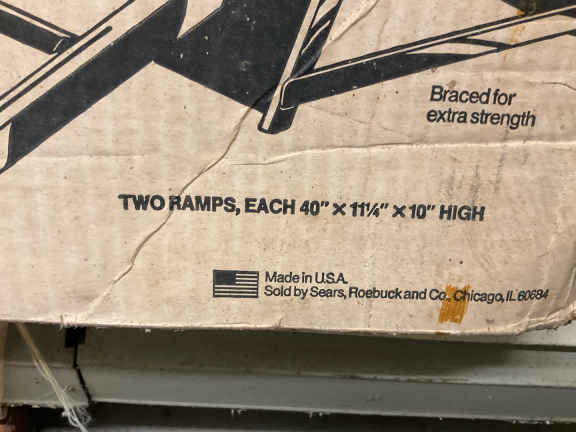 Braced for
extra strength
TWO RAMPS, EACH 40" × 11¼" × 10" HIGH
Made in U.S.A.
Sold by Sears, Roebuck and Co., Chicago, IL 60684